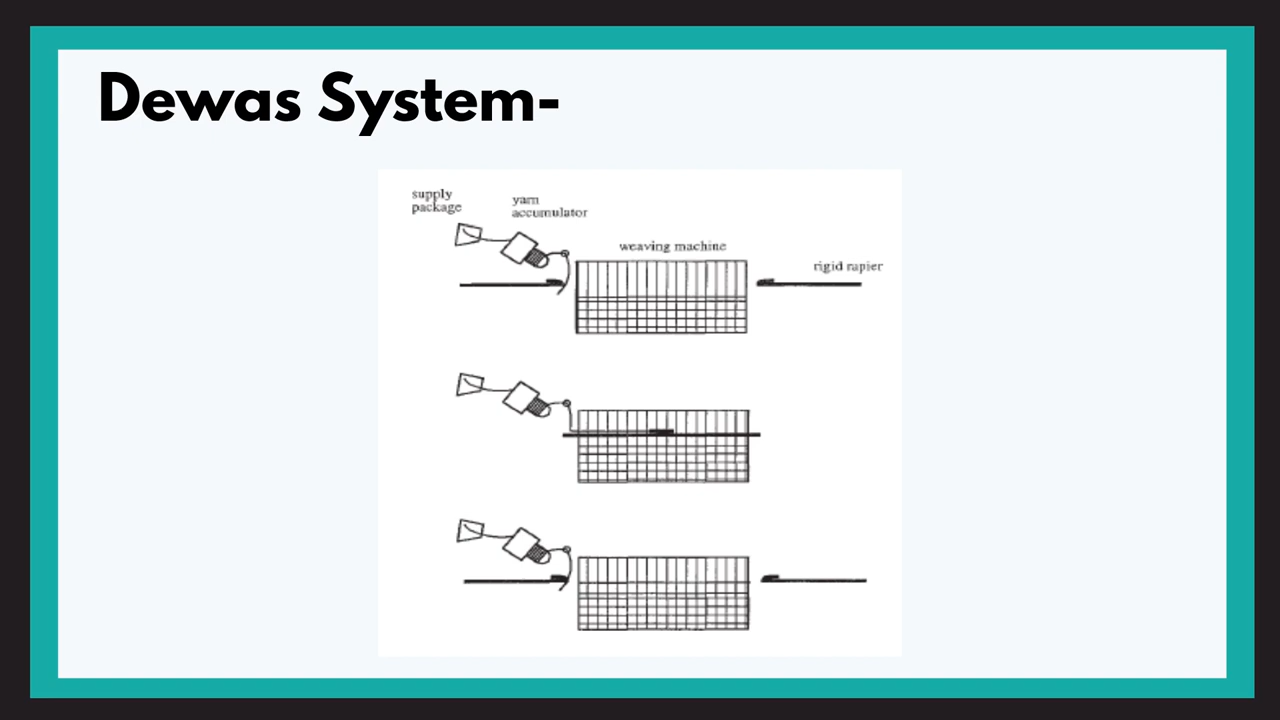 Dewas System-
supply
package
yarn
accumulator
weaving machine
rigid rapier